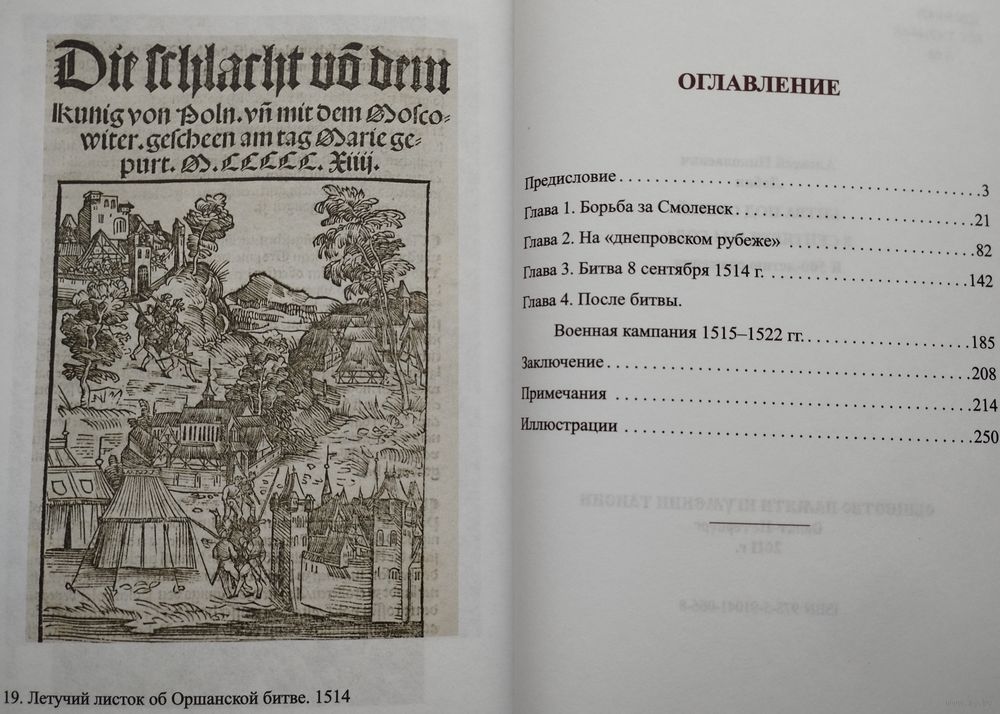 Die schlacht vō dem
Kunig von Poln. vñ mit dem Mosco-
witer. gescheen am tag Marie ge-
purt. M.CCCCC.Xiiij.
19. Летучий листок об Оршанской битве. 1514
ОГЛАВЛЕНИЕ
Предисловие. . . . . . . . . . . . . . . . . . . . . . . . . . . . . . . . .3
Глава 1. Борьба за Смоленск. . . . . . . . . . . . . . . . . . . . . . .21
Глава 2. На «днепровском рубеже» . . . . . . . . . . . . . . . . . . .82
Глава 3. Битва 8 сентября 1514 г. . . . . . . . . . . . . . . . . . . .142
Глава 4. После битвы.
Военная кампания 1515–1522 гг. . . . . . . . . . . . . . . . .185
Заключение . . . . . . . . . . . . . . . . . . . . . . . . . . . . . . . .208
Примечания . . . . . . . . . . . . . . . . . . . . . . . . . . . . . . . .214
Иллюстрации . . . . . . . . . . . . . . . . . . . . . . . . . . . . . . .250